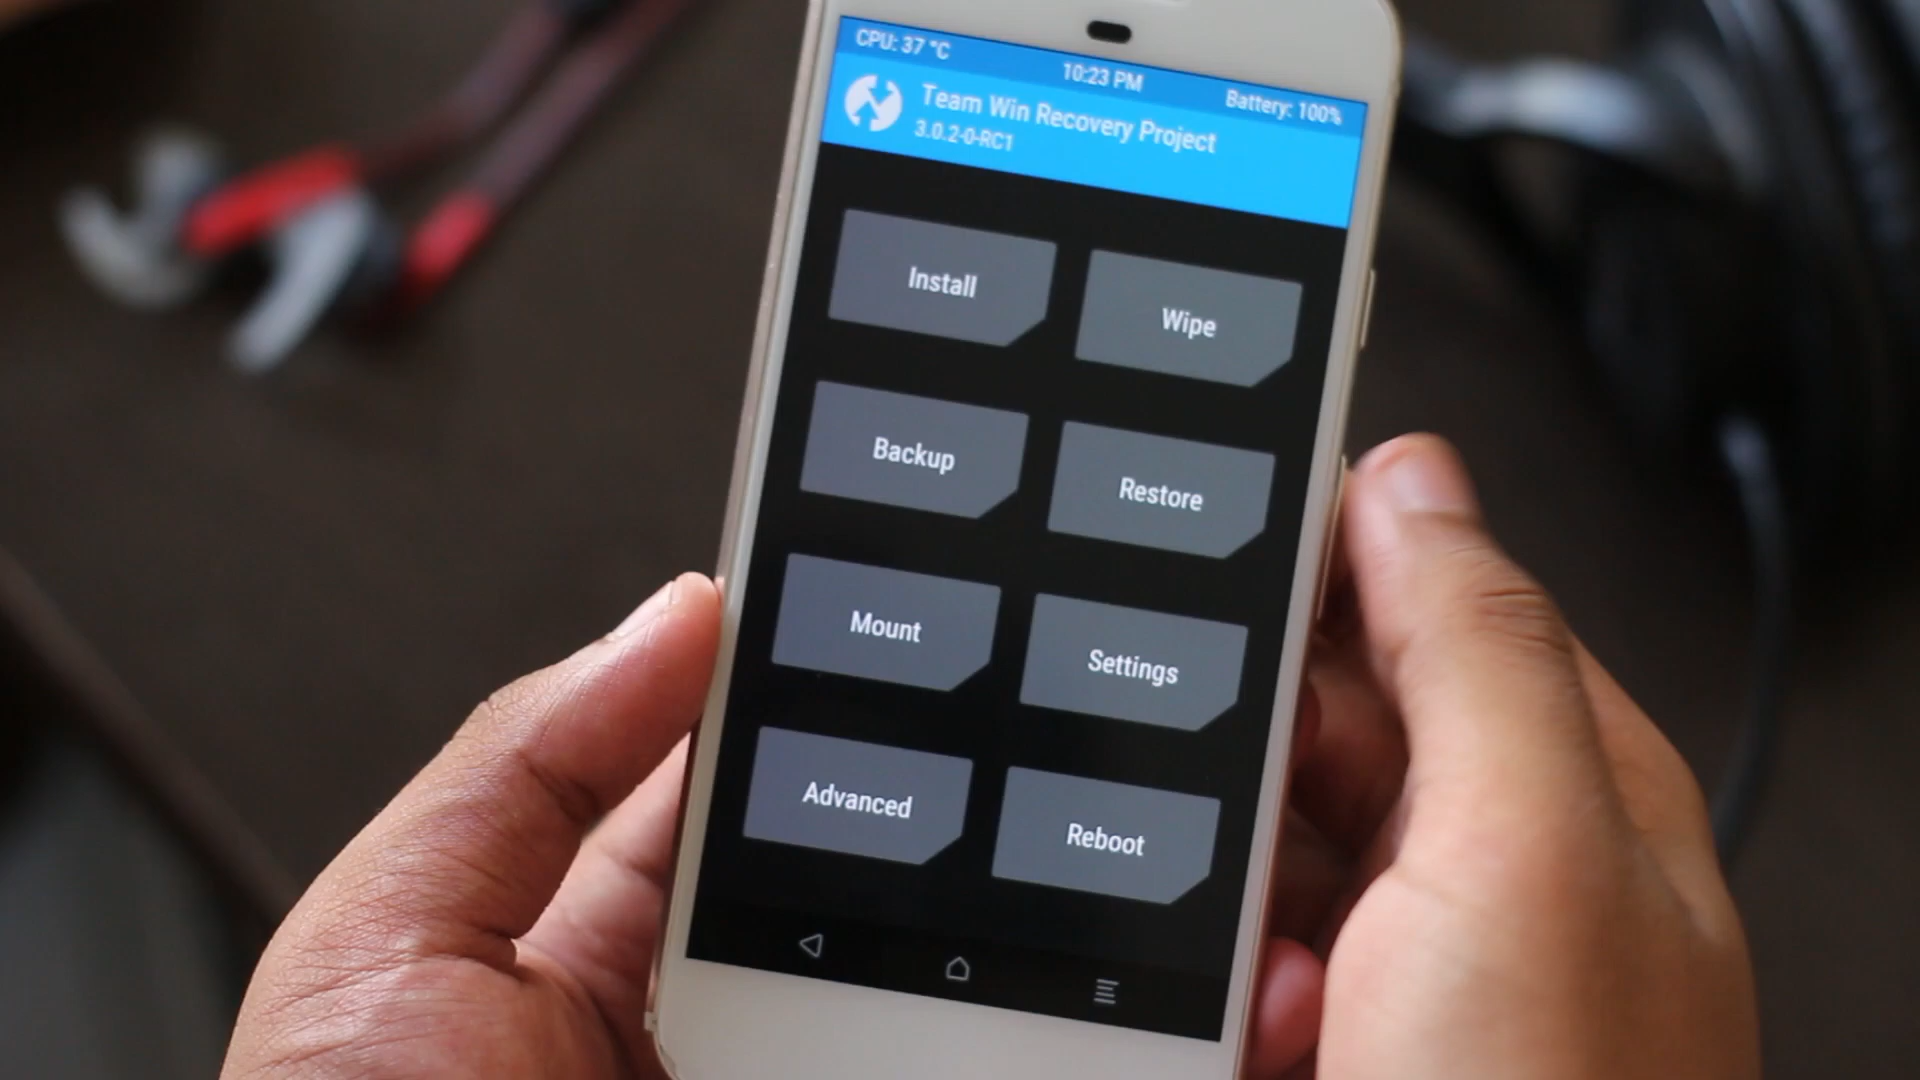 CPU: 37 °C
10:23 PM
Battery: 100%
Team Win Recovery Project
3.0.2-0-RC1
Install
Wipe
Backup
Restore
Mount
Settings
Advanced
Reboot